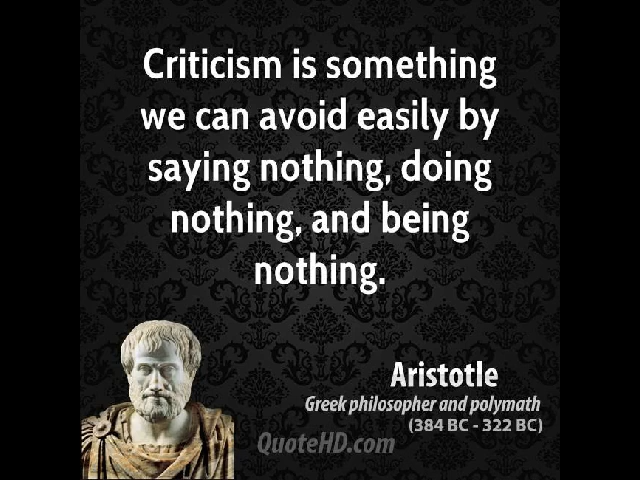 Criticism is something
we can avoid easily by
saying nothing, doing
nothing, and being
nothing.
Aristotle
Greek philosopher and polymath
(384 BC - 322 BC)
QuoteHD.com